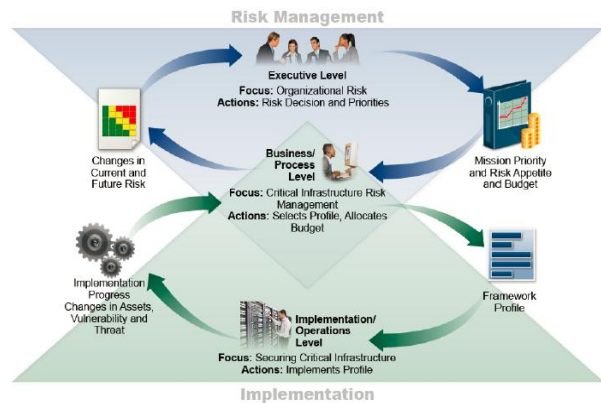 Risk Management
Executive Level
Focus: Organizational Risk
Actions: Risk Decision and Priorities
Changes in
Current and
Future Risk
Mission Priority
and Risk Appetite
and Budget
Business/
Process
Level
Focus: Critical Infrastructure Risk
Management
Actions: Selects Profile, Allocates
Budget
Implementation
Progress
Changes in Assets,
Vulnerability and
Threat
Framework
Profile
Implementation/
Operations
Level
Focus: Securing Critical Infrastructure
Actions: Implements Profile
Implementation